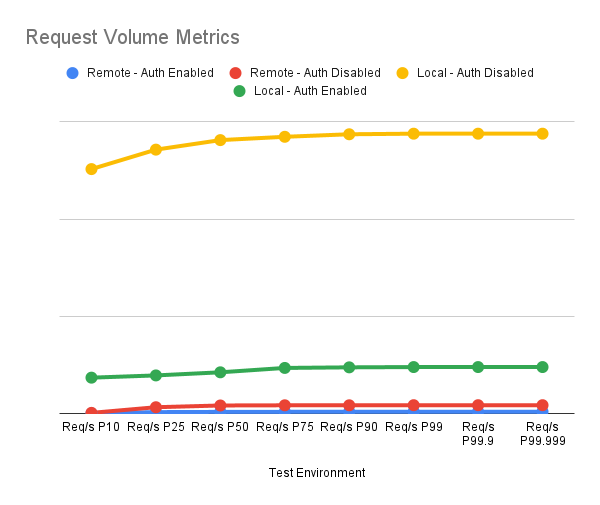 Request Volume Metrics
Remote - Auth Enabled
Remote - Auth Disabled
Local - Auth Disabled
Local - Auth Enabled
Req/s P10
Req/s P25
Req/s P50
Req/s P75
Req/s P90
Req/s P99
Req/s
P99.9
Req/s
P99.999
Test Environment